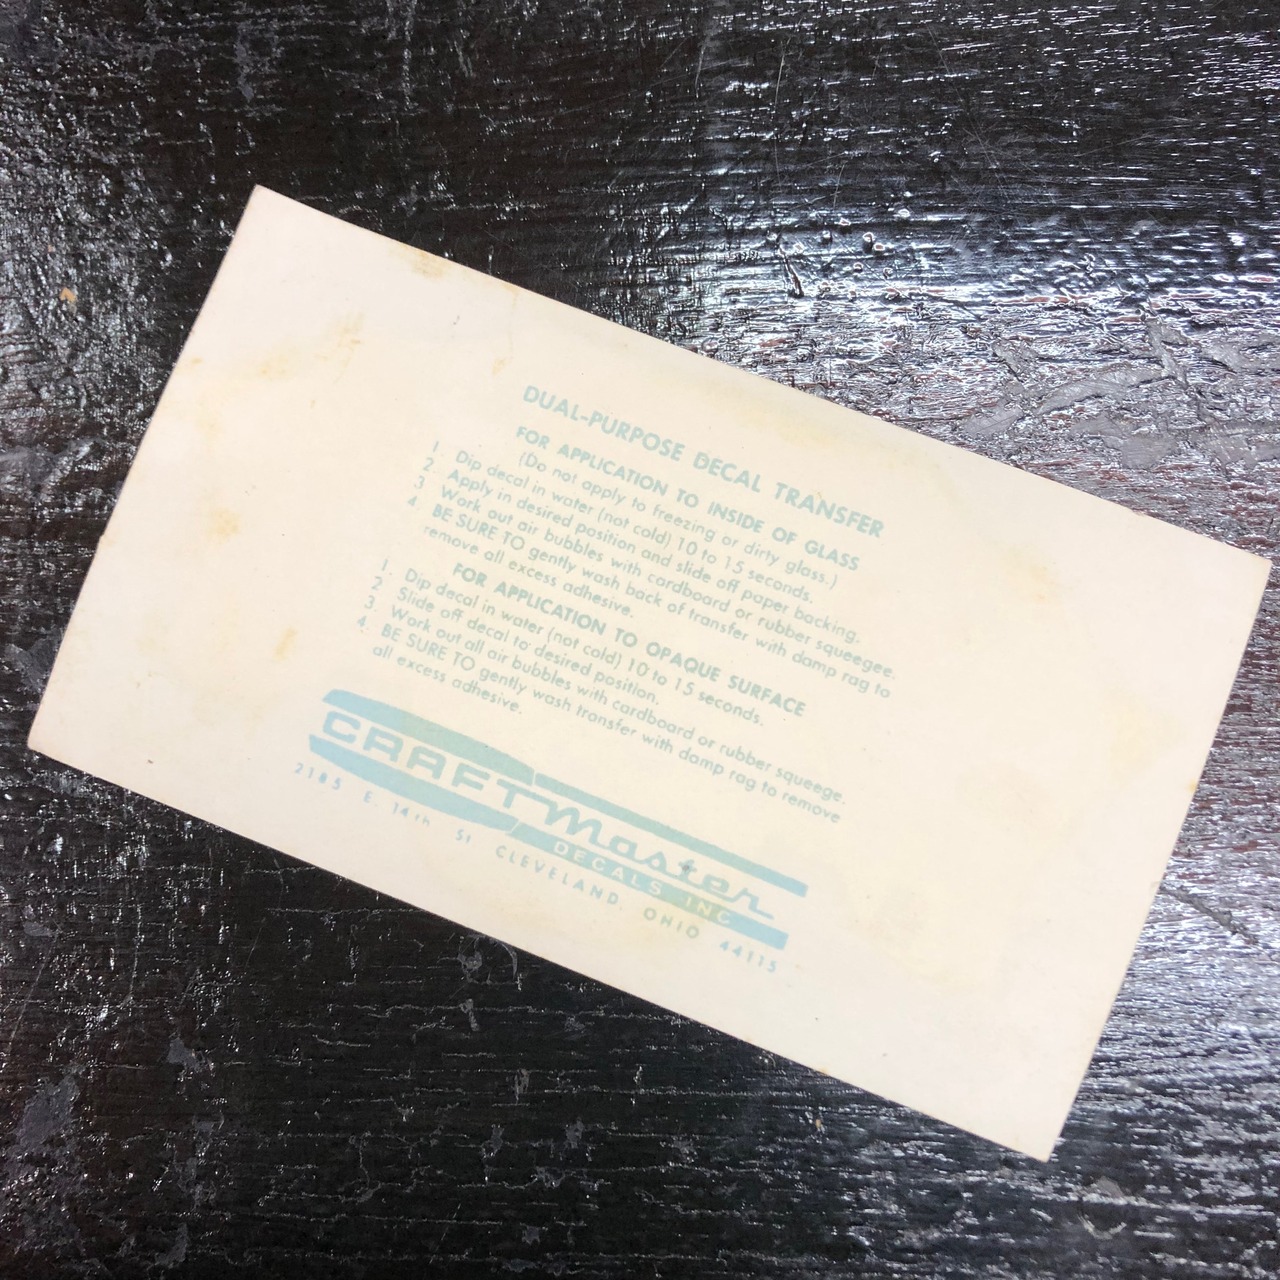 DUAL-PURPOSE DECAL TRANSFER
FOR APPLICATION TO INSIDE OF GLASS
(Do not apply to freezing or dirty glass.)
1. Dip decal in water (not cold) 10 to 15 seconds.
2. Apply in desired position and slide off paper backing.
3. Work out air bubbles with cardboard or rubber squeegee.
4. BE SURE TO gently wash back of transfer with damp rag to
remove all excess adhesive.
FOR APPLICATION TO OPAQUE SURFACE
1. Dip decal in water (not cold) 10 to 15 seconds.
2. Slide off decal to desired position.
3. Work out all air bubbles with cardboard or rubber squeege.
4. BE SURE TO gently wash transfer with damp rag to remove
all excess adhesive.
CRAFTmaster
DECALS INC
2185 E. 14th St CLEVELAND OHIO 44115